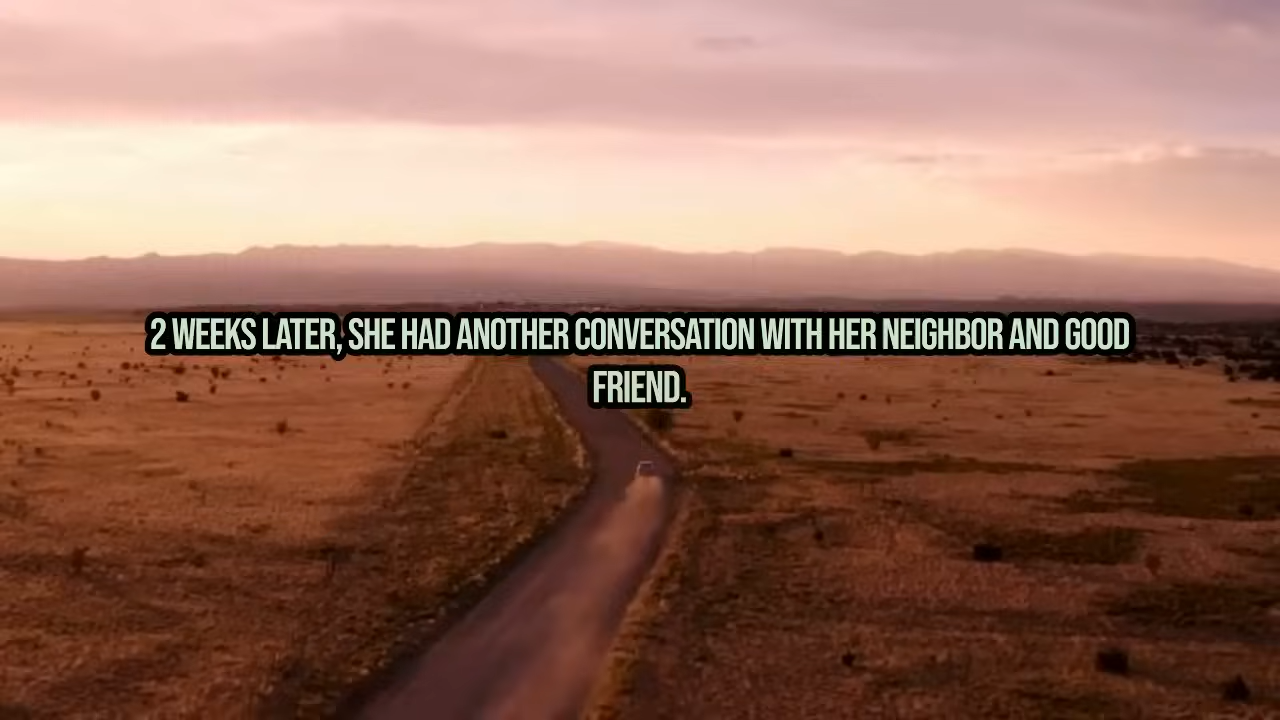 2 WEEKS LATER, SHE HAD ANOTHER CONVERSATION WITH HER NEIGHBOR AND GOOD
FRIEND.